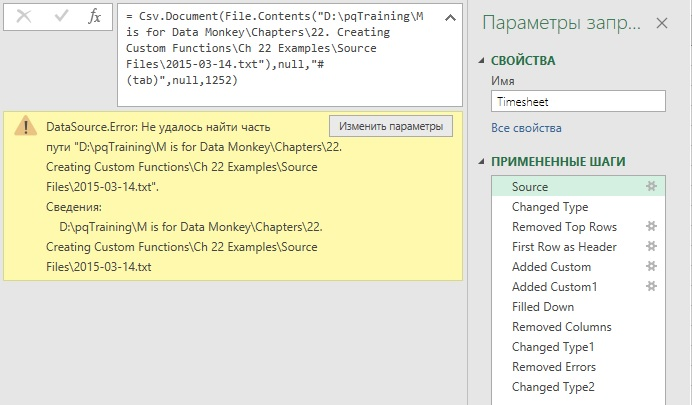 = Csv.Document(File.Contents("D:\pqTraining\M
is for Data Monkey\Chapters\22. Creating
Custom Functions\Ch 22 Examples\Source
Files\2015-03-14.txt"),null,"#
(tab)",null,1252)
DataSource.Error: Не удалось найти часть
пути "D:\pqTraining\M is for Data Monkey\Chapters\22.
Creating Custom Functions\Ch 22 Examples\Source
Files\2015-03-14.txt".
Сведения:
D:\pqTraining\M is for Data Monkey\Chapters\22.
Creating Custom Functions\Ch 22 Examples\Source
Files\2015-03-14.txt
Изменить параметры
Параметры запр...
СВОЙСТВА
Имя
Timesheet
Все свойства
ПРИМЕНЕННЫЕ ШАГИ
Source
Changed Type
Removed Top Rows
First Row as Header
Added Custom
Added Custom1
Filled Down
Removed Columns
Changed Type1
Removed Errors
Changed Type2